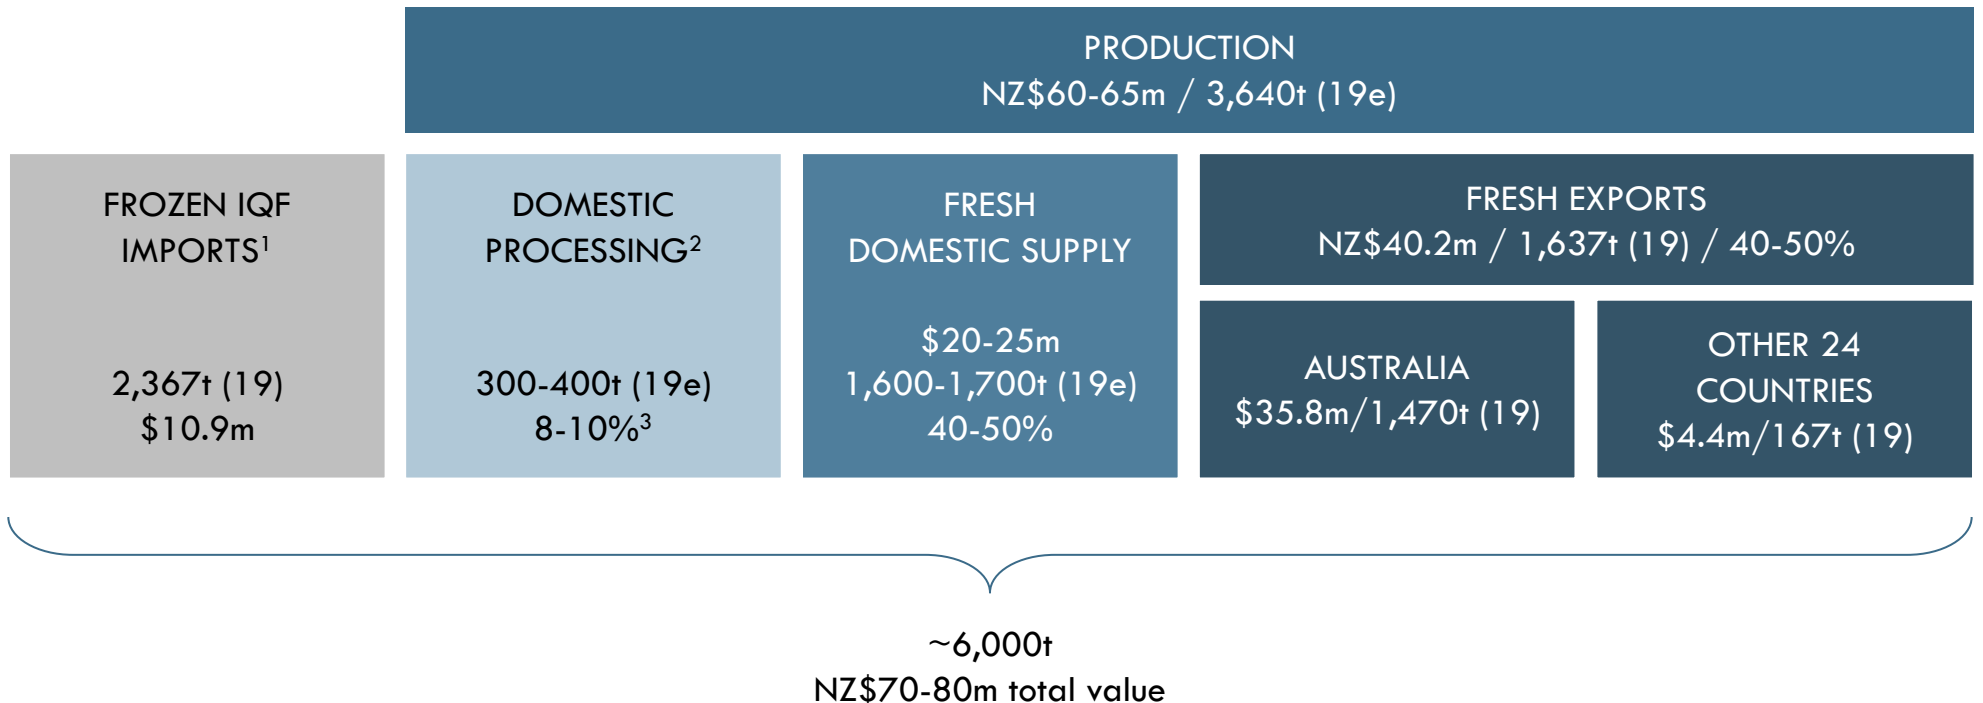 PRODUCTION
NZ$60-65m / 3,640t (19e)
FROZEN IQF
IMPORTS¹
2,367t (19)
$10.9m
DOMESTIC
PROCESSING²
300-400t (19e)
8-10%³
FRESH
DOMESTIC SUPPLY
$20-25m
1,600-1,700t (19e)
40-50%
FRESH EXPORTS
NZ$40.2m / 1,637t (19) / 40-50%
AUSTRALIA
$35.8m/1,470t (19)
OTHER 24
COUNTRIES
$4.4m/167t (19)
~6,000t
NZ$70-80m total value